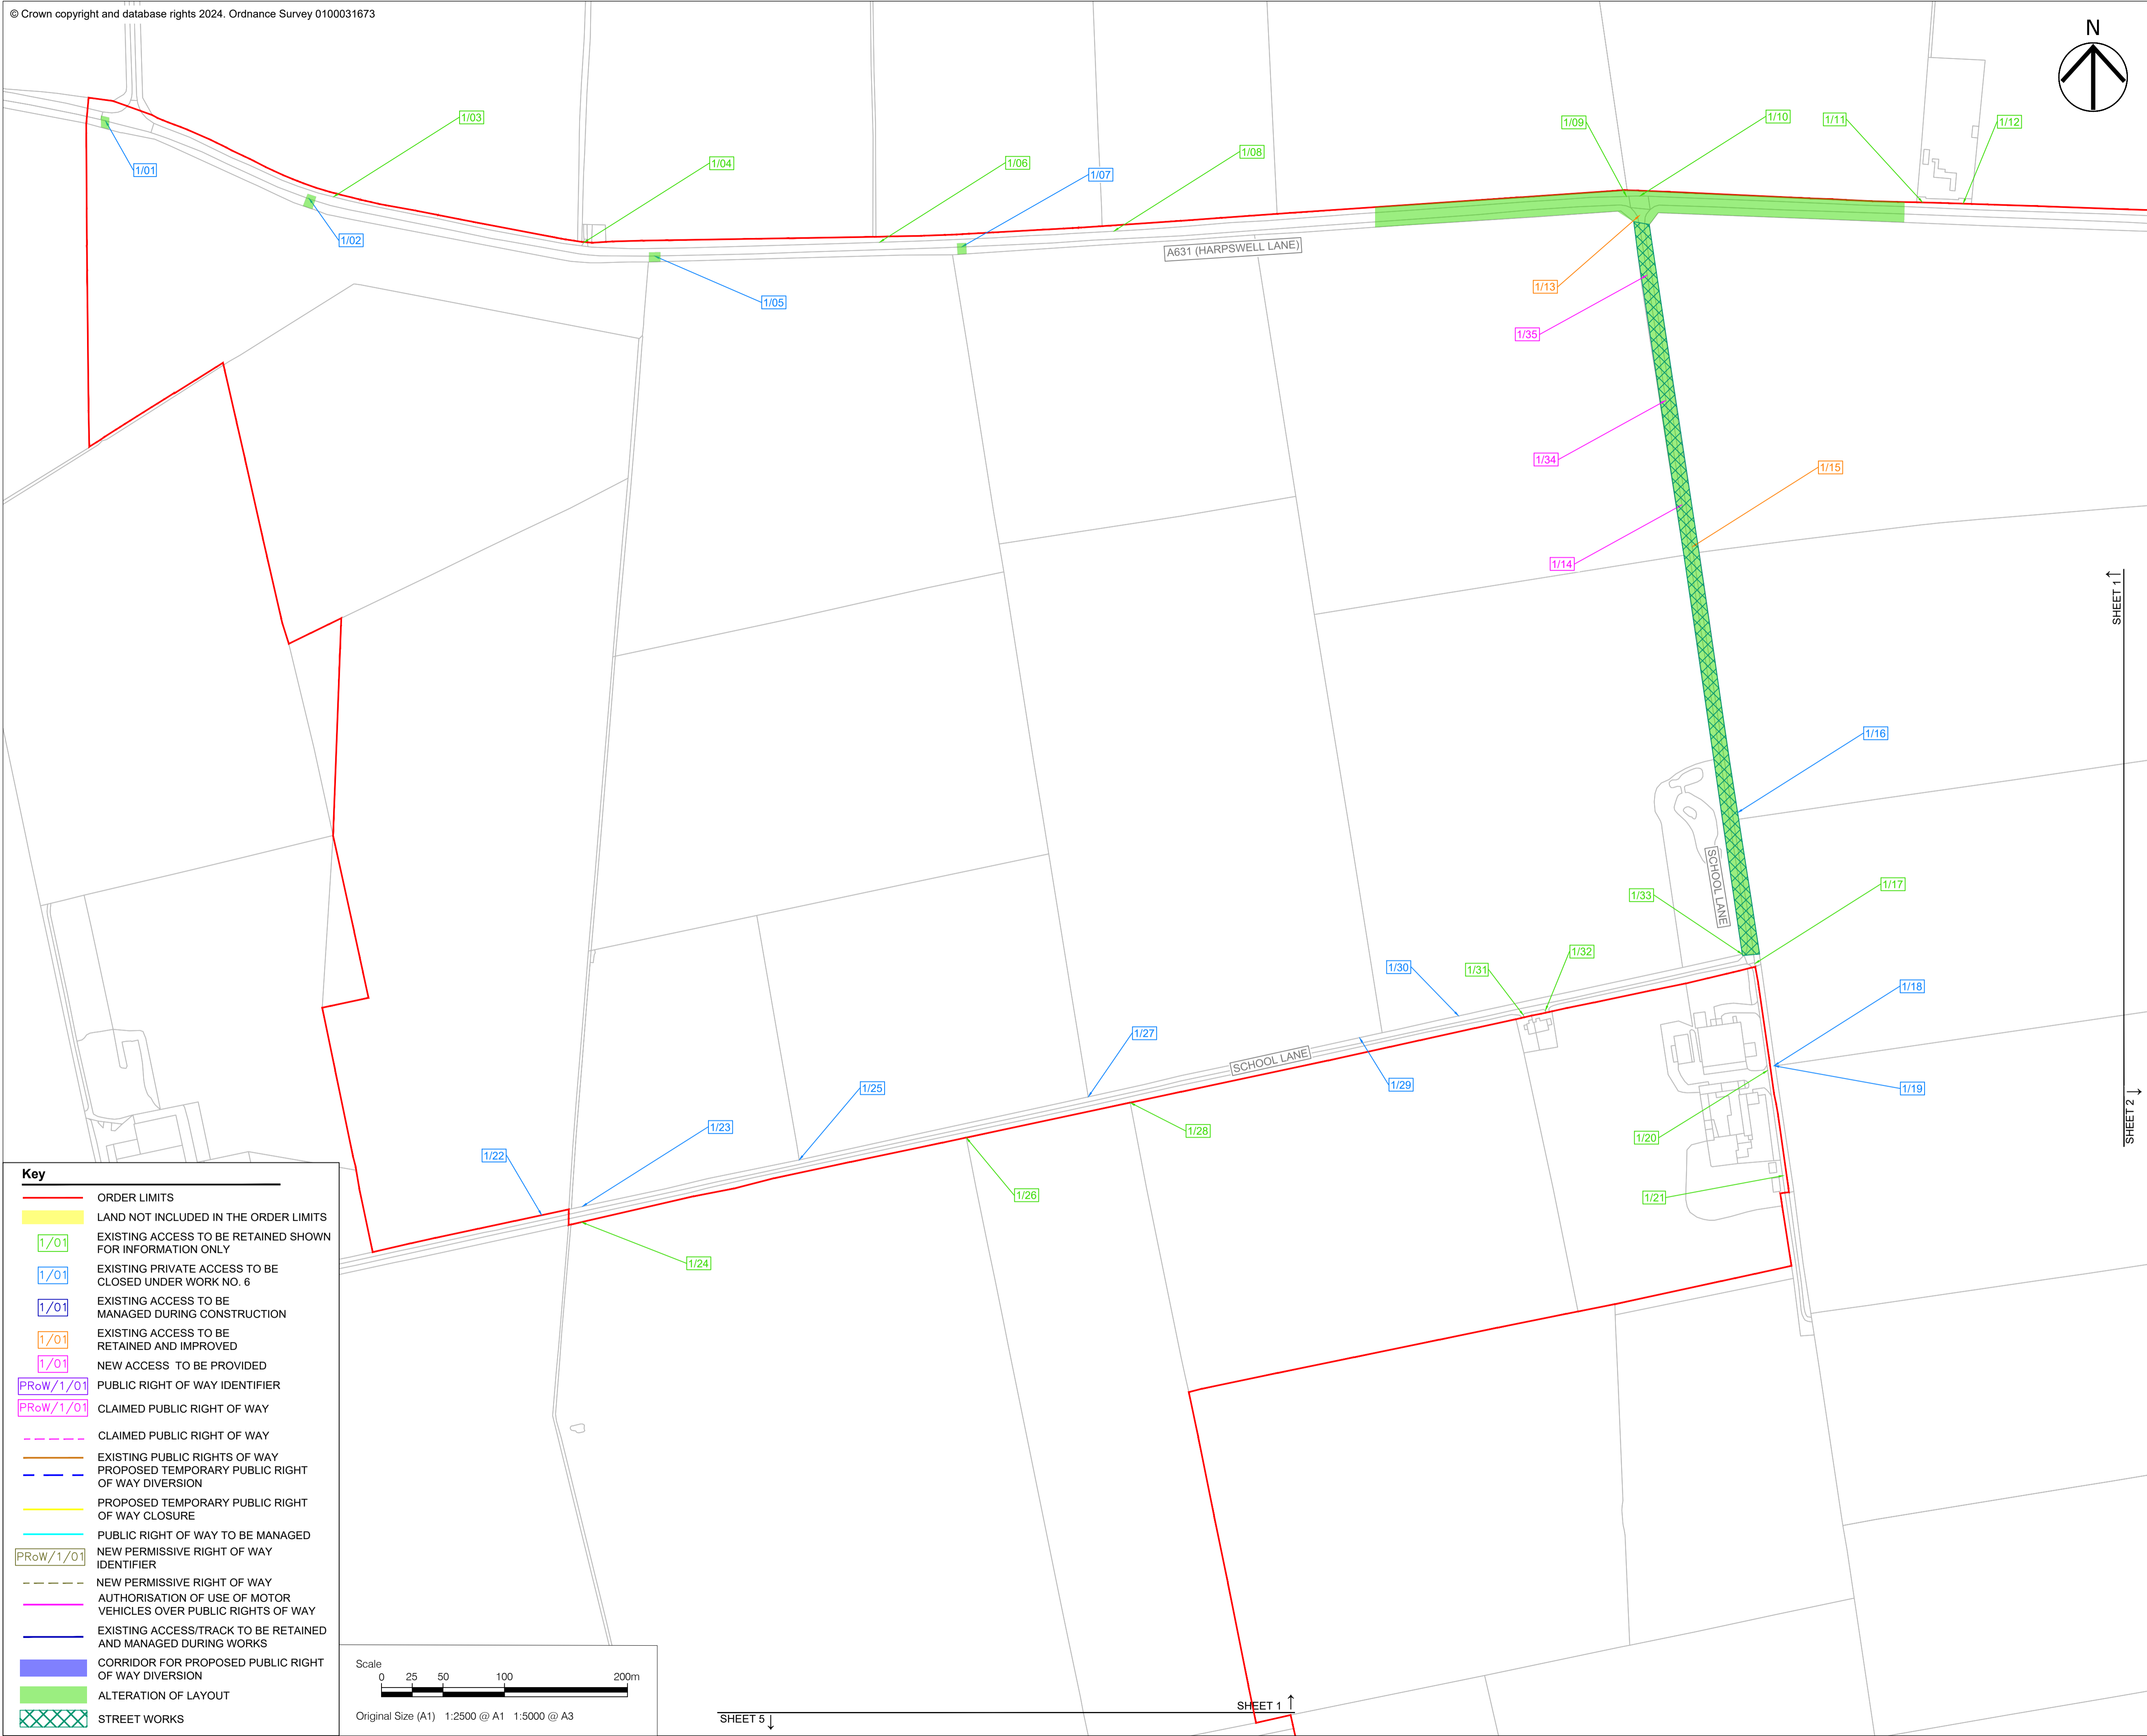 © Crown copyright and database rights 2024. Ordnance Survey 0100031673
N
1/03
1/09
1/10
1/11
1/12
1/01
1/04
1/06
1/08
1/07
1/02
A631 (HARPSWELL LANE)
1/05
1/13
1/35
1/34
1/15
1/14
SHEET 1
1/16
SCHOOL LANE
1/33
1/17
1/32
1/30
1/31
1/18
1/27
SCHOOL LANE
1/29
1/25
1/19
SHEET 2
1/23
1/28
1/20
1/22
1/26
1/21
1/24
Key
ORDER LIMITS
LAND NOT INCLUDED IN THE ORDER LIMITS
1/01 EXISTING ACCESS TO BE RETAINED SHOWN
FOR INFORMATION ONLY
1/01 EXISTING PRIVATE ACCESS TO BE
CLOSED UNDER WORK NO. 6
1/01 EXISTING ACCESS TO BE
MANAGED DURING CONSTRUCTION
1/01 EXISTING ACCESS TO BE
RETAINED AND IMPROVED
1/01 NEW ACCESS TO BE PROVIDED
PRoW/1/01 PUBLIC RIGHT OF WAY IDENTIFIER
PRoW/1/01 CLAIMED PUBLIC RIGHT OF WAY
CLAIMED PUBLIC RIGHT OF WAY
EXISTING PUBLIC RIGHTS OF WAY
PROPOSED TEMPORARY PUBLIC RIGHT
OF WAY DIVERSION
PROPOSED TEMPORARY PUBLIC RIGHT
OF WAY CLOSURE
PUBLIC RIGHT OF WAY TO BE MANAGED
PRoW/1/01 NEW PERMISSIVE RIGHT OF WAY
IDENTIFIER
NEW PERMISSIVE RIGHT OF WAY
AUTHORISATION OF USE OF MOTOR
VEHICLES OVER PUBLIC RIGHTS OF WAY
EXISTING ACCESS/TRACK TO BE RETAINED
AND MANAGED DURING WORKS
CORRIDOR FOR PROPOSED PUBLIC RIGHT
OF WAY DIVERSION
ALTERATION OF LAYOUT
STREET WORKS
Scale
0 25 50 100 200m
Original Size (A1) 1:2500 @ A1 1:5000 @ A3
SHEET 1
SHEET 5